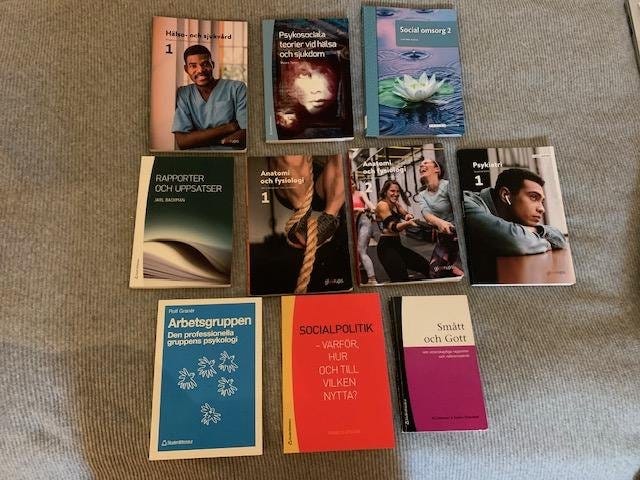 Hälso- och sjukvård
1
gleerups
Psykosociala
teorier vid hälsa
och sjukdom
Social omsorg 2
RAPPORTER
OCH UPPSATSER
JARL BACKMAN
Anatomi
och fysiologi
1
gleerups
Anatomi
och fysiologi
2
gleerups
Psykiatri
1
gleerups
Rolf Granér
Arbetsgruppen
Den professionella
gruppens psykologi
Studentlitteratur
SOCIALPOLITIK
– VARFÖR,
HUR
OCH TILL
VILKEN
NYTTA?
Smått
och Gott